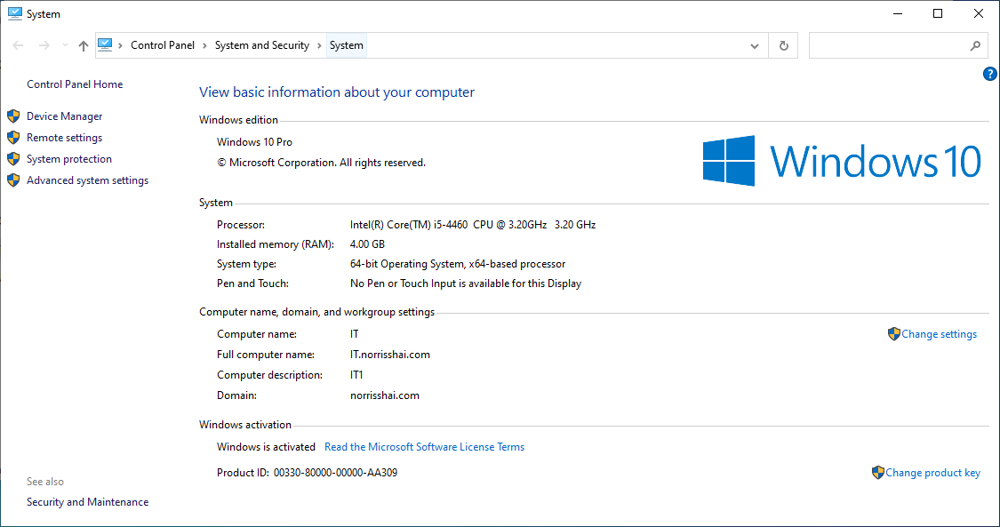 System
Control Panel > System and Security > System
Control Panel Home
Device Manager
Remote settings
System protection
Advanced system settings
See also
Security and Maintenance
?
View basic information about your computer
Windows edition
Windows 10 Pro
© Microsoft Corporation. All rights reserved.
Windows 10
System
Processor: Intel(R) Core(TM) i5-4460 CPU @ 3.20GHz 3.20 GHz
Installed memory (RAM): 4.00 GB
System type: 64-bit Operating System, x64-based processor
Pen and Touch: No Pen or Touch Input is available for this Display
Computer name, domain, and workgroup settings
Computer name: IT
Change settings
Full computer name: IT.norrisshai.com
Computer description: IT1
Domain: norrisshai.com
Windows activation
Windows is activated Read the Microsoft Software License Terms
Product ID: 00330-80000-00000-AA309
Change product key